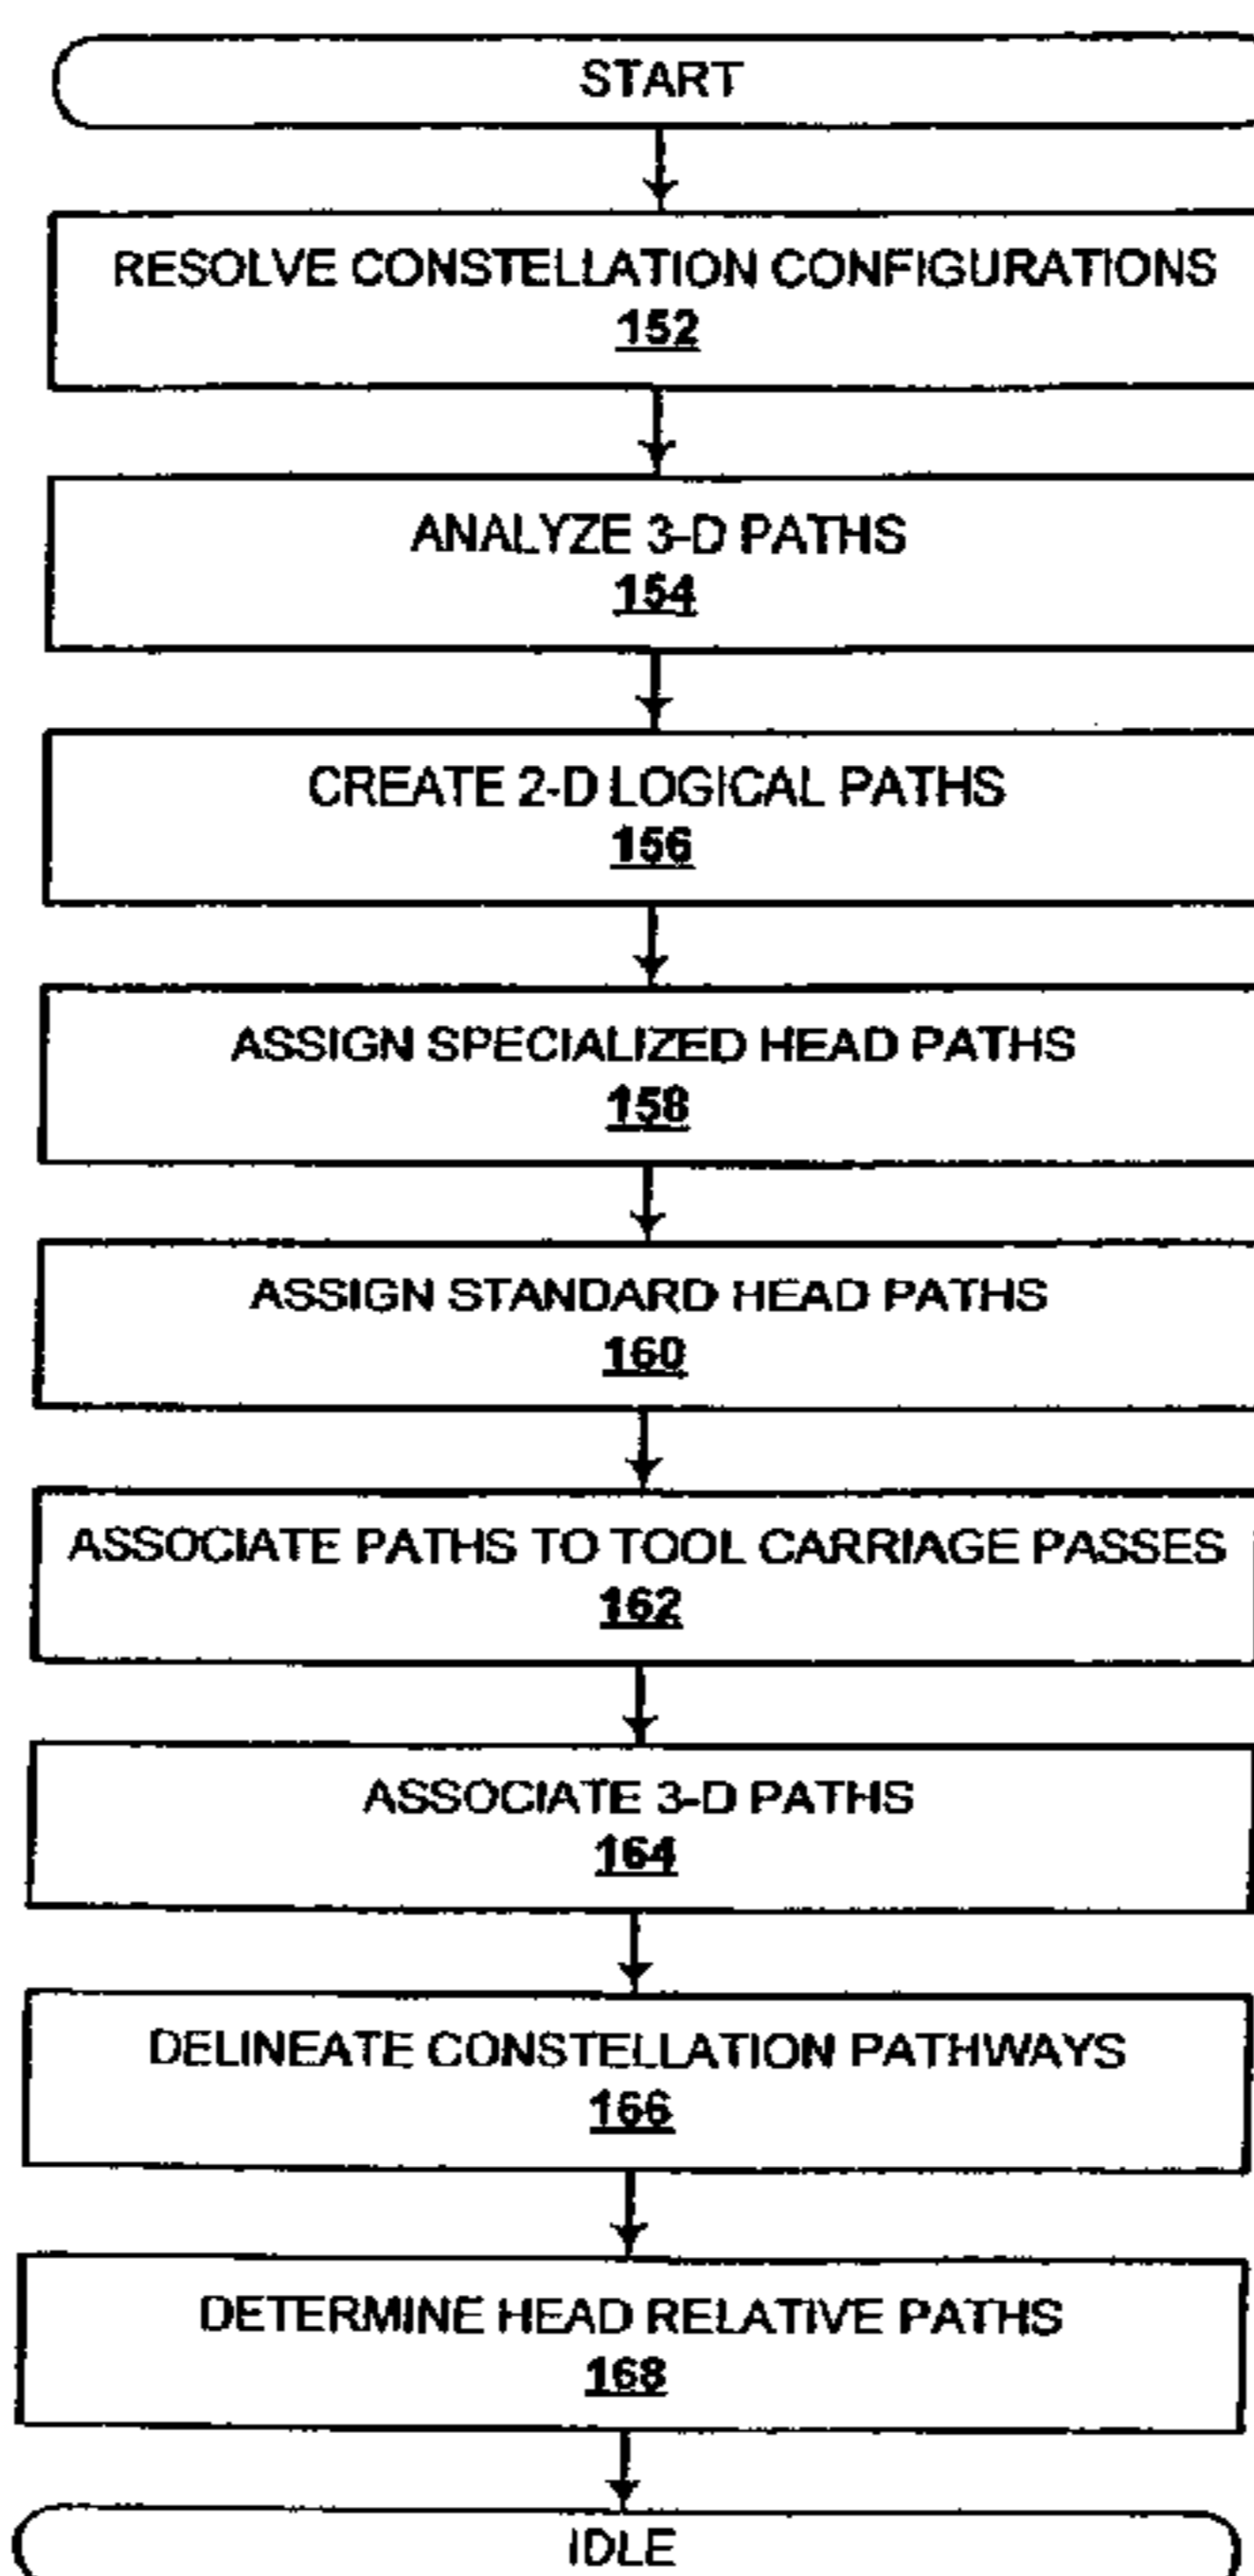 START
RESOLVE CONSTELLATION CONFIGURATIONS
152
ANALYZE 3-D PATHS
154
CREATE 2-D LOGICAL PATHS
156
ASSIGN SPECIALIZED HEAD PATHS
158
ASSIGN STANDARD HEAD PATHS
160
ASSOCIATE PATHS TO TOOL CARRIAGE PASSES
162
ASSOCIATE 3-D PATHS
164
DELINEATE CONSTELLATION PATHWAYS
166
DETERMINE HEAD RELATIVE PATHS
168
IDLE